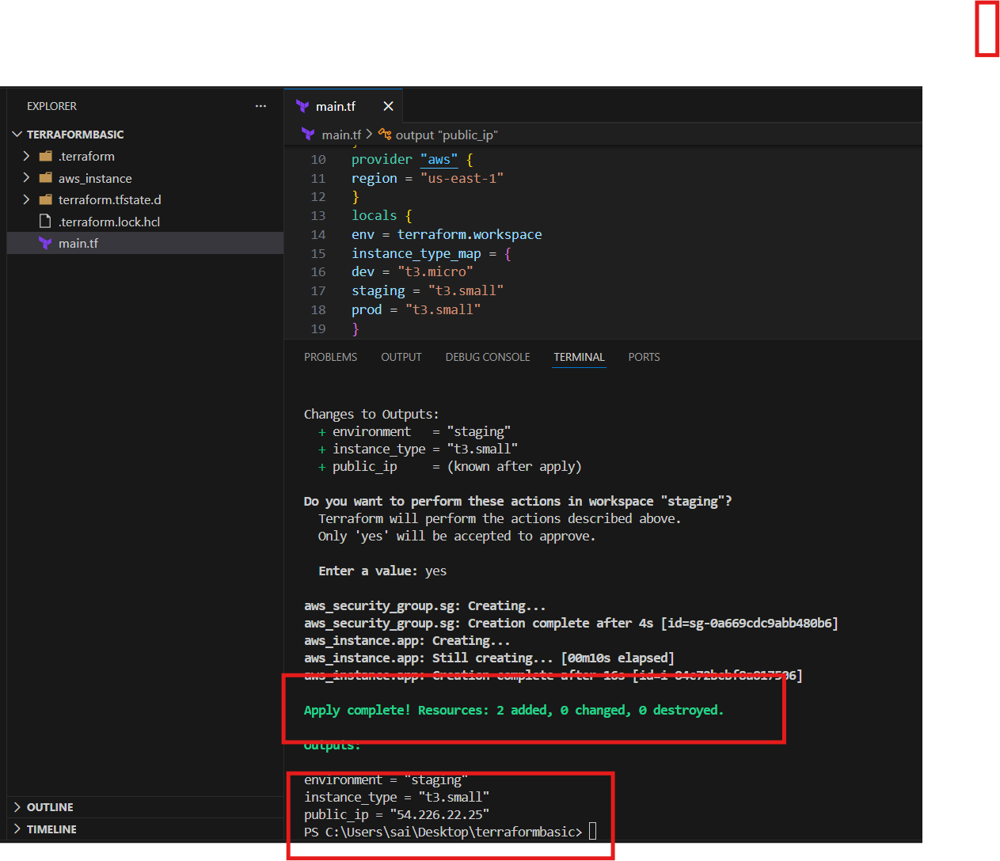 EXPLORER
...
TERRAFORMBASIC
.terraform
aws_instance
terraform.tfstate.d
.terraform.lock.hcl
main.tf
OUTLINE
TIMELINE
main.tf
main.tf > output "public_ip"
10 provider "aws" {
11 region = "us-east-1"
12 }
13 locals {
14 env = terraform.workspace
15 instance_type_map = {
16 dev = "t3.micro"
17 staging = "t3.small"
18 prod = "t3.small"
19 }
PROBLEMS OUTPUT DEBUG CONSOLE TERMINAL PORTS
Changes to Outputs:
+ environment   = "staging"
+ instance_type = "t3.small"
+ public_ip     = (known after apply)
Do you want to perform these actions in workspace "staging"?
Terraform will perform the actions described above.
Only 'yes' will be accepted to approve.
Enter a value: yes
aws_security_group.sg: Creating...
aws_security_group.sg: Creation complete after 4s [id=sg-0a669cdc9abb480b6]
aws_instance.app: Creating...
aws_instance.app: Still creating... [00m10s elapsed]
aws_instance.app: Creation complete after 16s
Apply complete! Resources: 2 added, 0 changed, 0 destroyed.
Outputs:
environment = "staging"
instance_type = "t3.small"
public_ip = "54.226.22.25"
PS C:\Users\sai\Desktop\terraformbasic>